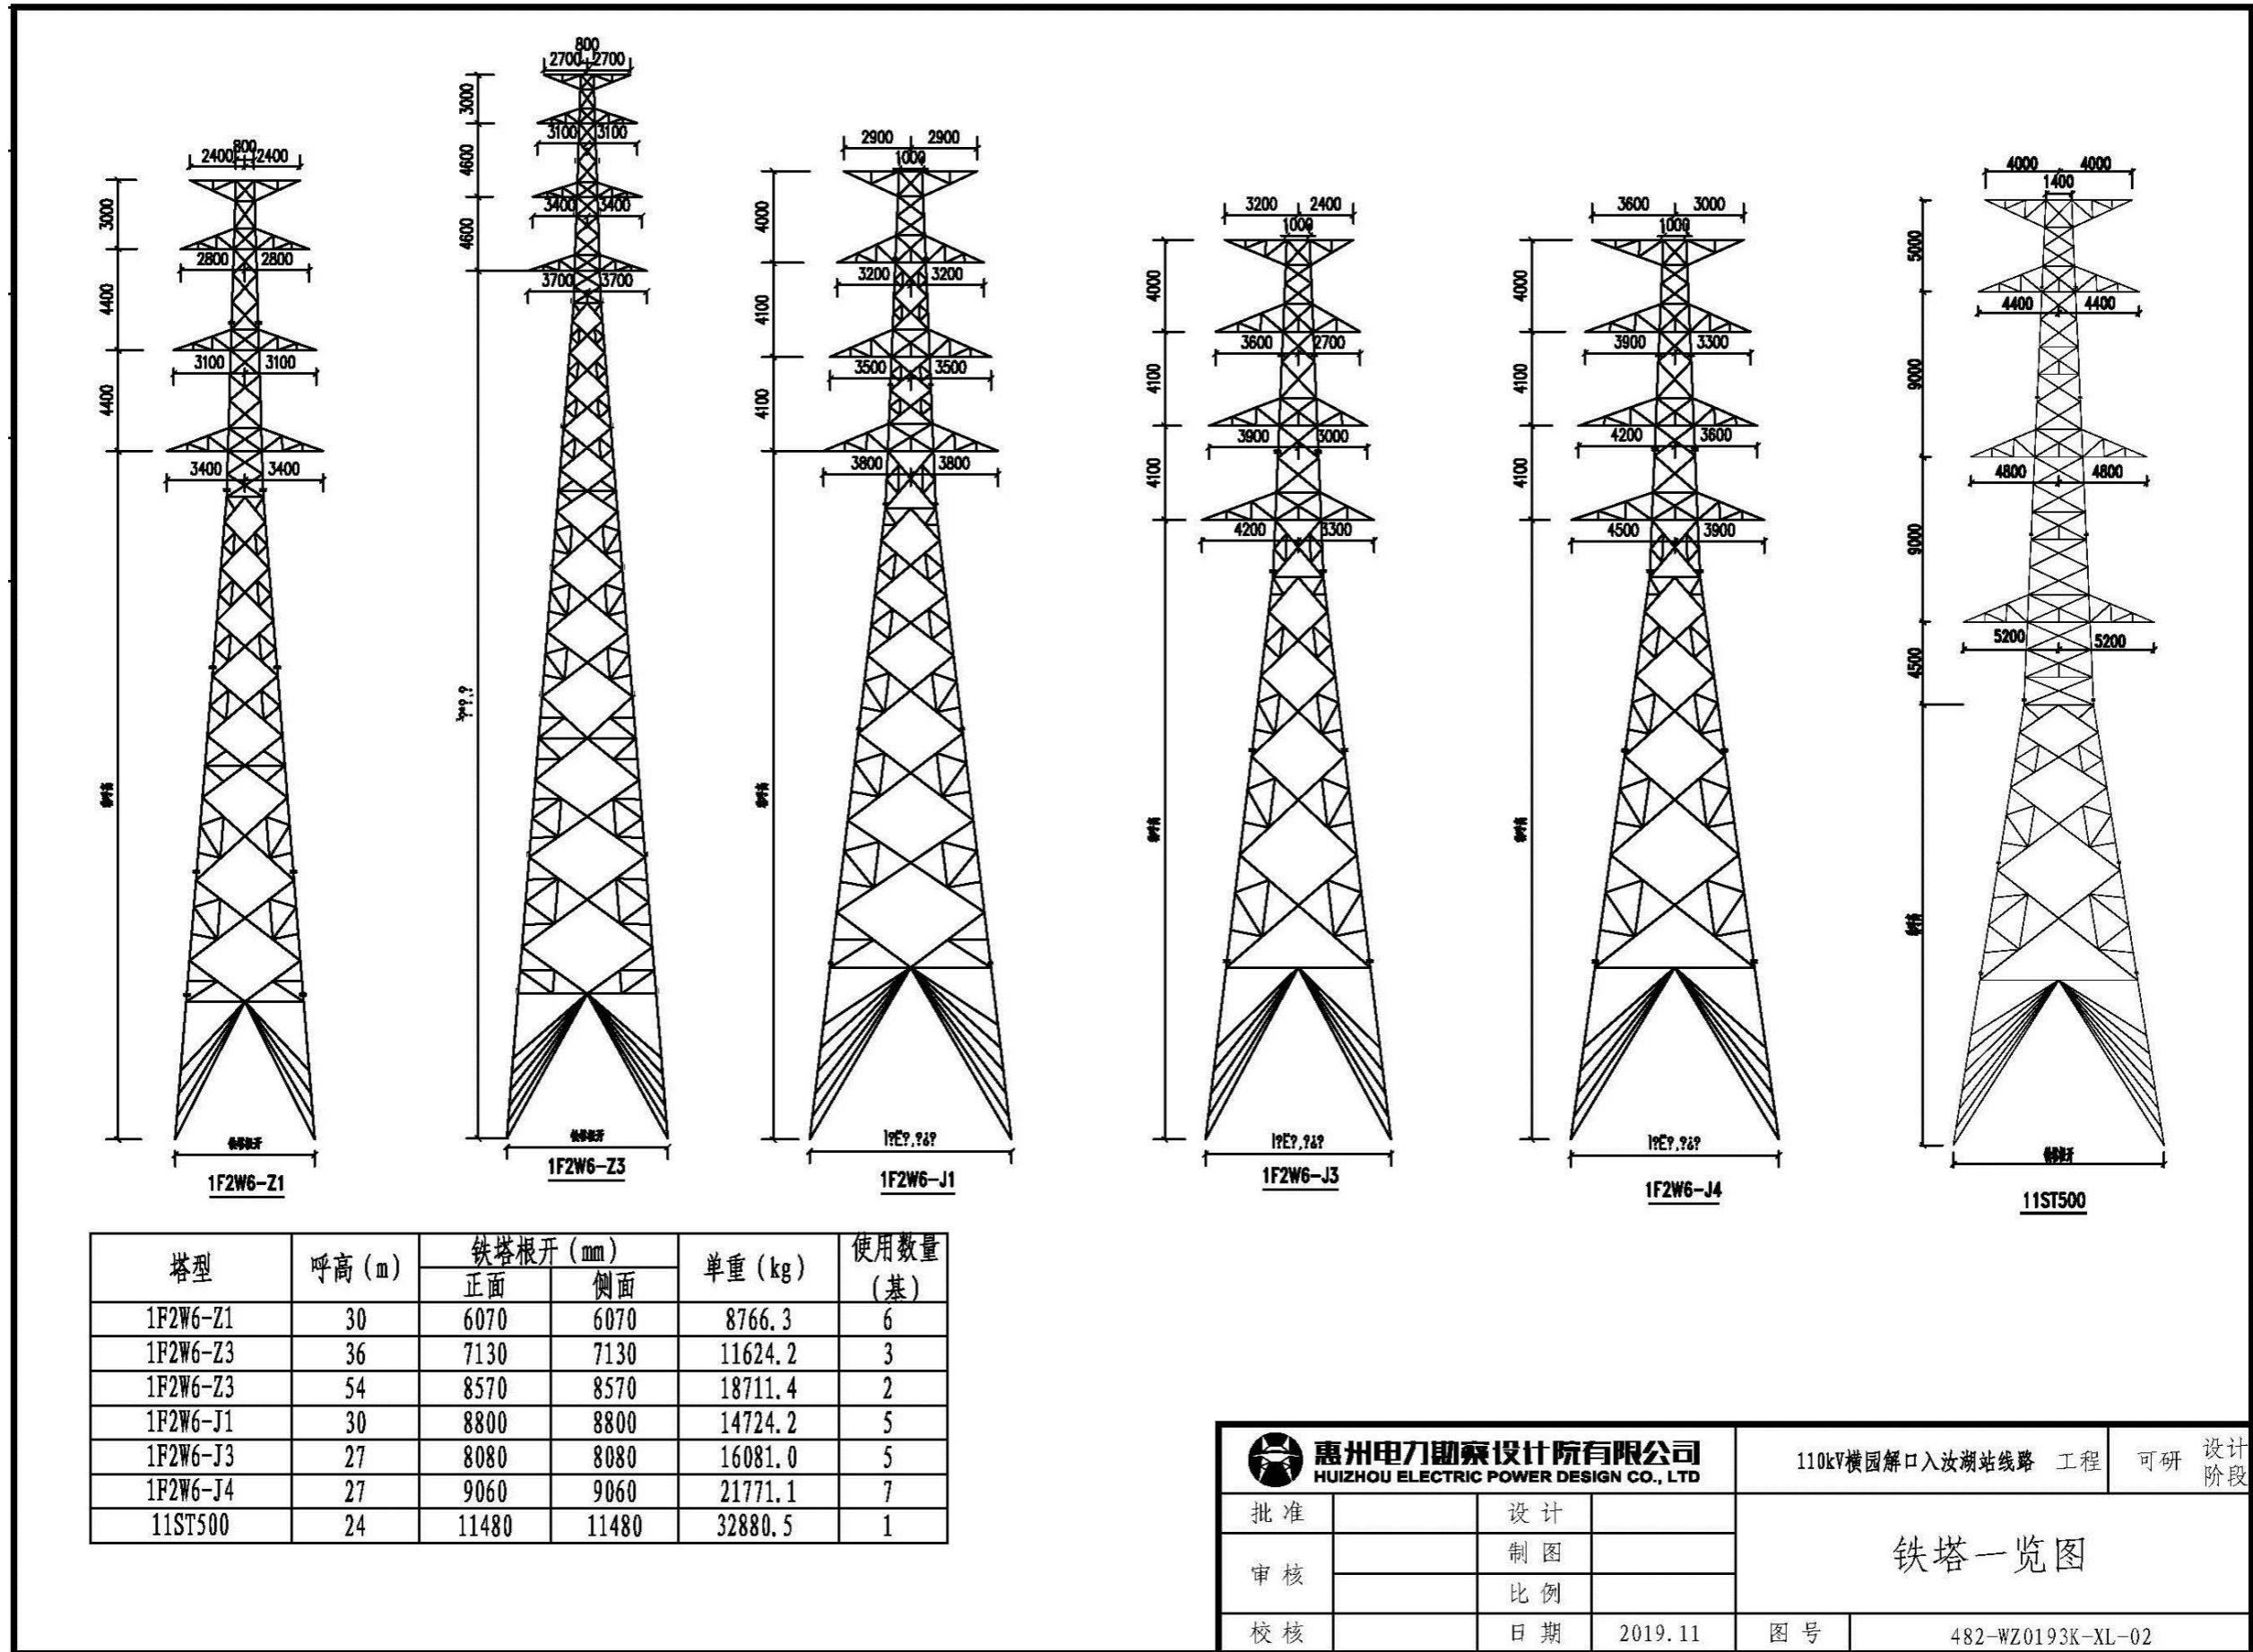 800
2400 2400
3000
2800 2800
4400
3100 3100
4400
3400 3400
1F2W6-Z1
800
2700 2700
3000
3100 3100
4600
3400 3400
4600
3700 3700
1F2W6-Z3
2900 2900
1000
4000
3200 3200
4100
3500 3500
4100
3800 3800
1?E?,?&?
1F2W6-J1
3200 2400
1000
4000
3600 2700
4100
3900 3000
4100
4200 3300
1?E?,?&?
1F2W6-J3
3600 3000
1000
4000
3900 3300
4100
4200 3600
4100
4500 3900
1?E?,?&?
1F2W6-J4
4000 4000
1400
5000
4400 4400
9000
4800 4800
9000
5200 5200
4500
11ST500
塔型 呼高(m) 铁塔根开(mm) 单重(kg) 使用数量(基)
正面 侧面
1F2W6-Z1 30 6070 6070 8766.3 6
1F2W6-Z3 36 7130 7130 11624.2 3
1F2W6-Z3 54 8570 8570 18711.4 2
1F2W6-J1 30 8800 8800 14724.2 5
1F2W6-J3 27 8080 8080 16081.0 5
1F2W6-J4 27 9060 9060 21771.1 7
11ST500 24 11480 11480 32880.5 1
惠州电力勘察设计院有限公司
HUIZHOU ELECTRIC POWER DESIGN CO., LTD
110kV横园解口入汝湖站线路 工程 可研 设计阶段
批准 设计
制图
审核
比例
铁塔一览图
校核 日期 2019.11 图号 482-WZ0193K-XL-02